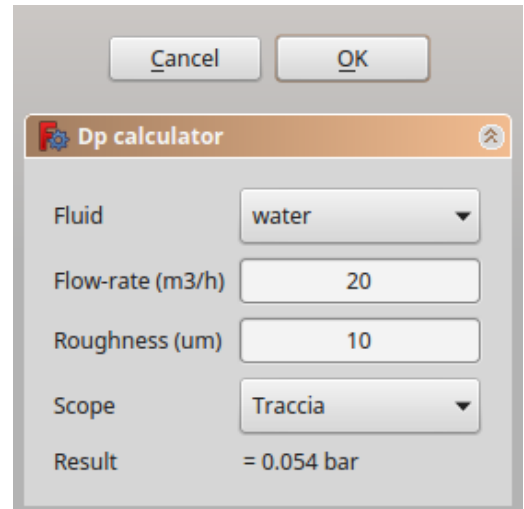 Cancel OK
Dp calculator
Fluid water
Flow-rate (m3/h) 20
Roughness (um) 10
Scope Traccia
Result = 0.054 bar